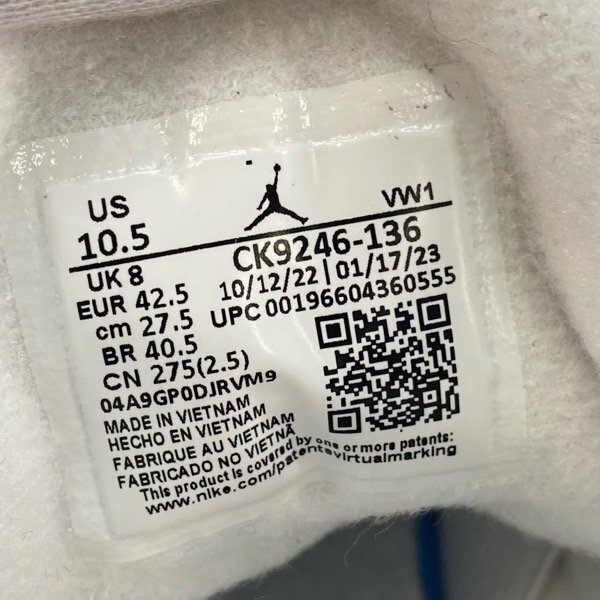 US
10.5
VW1
CK9246-136
UK 8
10/12/22 | 01/17/23
EUR 42.5
UPC 00196604360555
cm 27.5
BR 40.5
CN 275(2.5)
04A9GP0DJRVM9
MADE IN VIETNAM
HECHO EN VIETNAM
FABRIQUE AU VIETNAM
FABRICADO NO VIETNÃ
This product is covered by one or more patents:
www.nike.com/patentsvirtualmarking